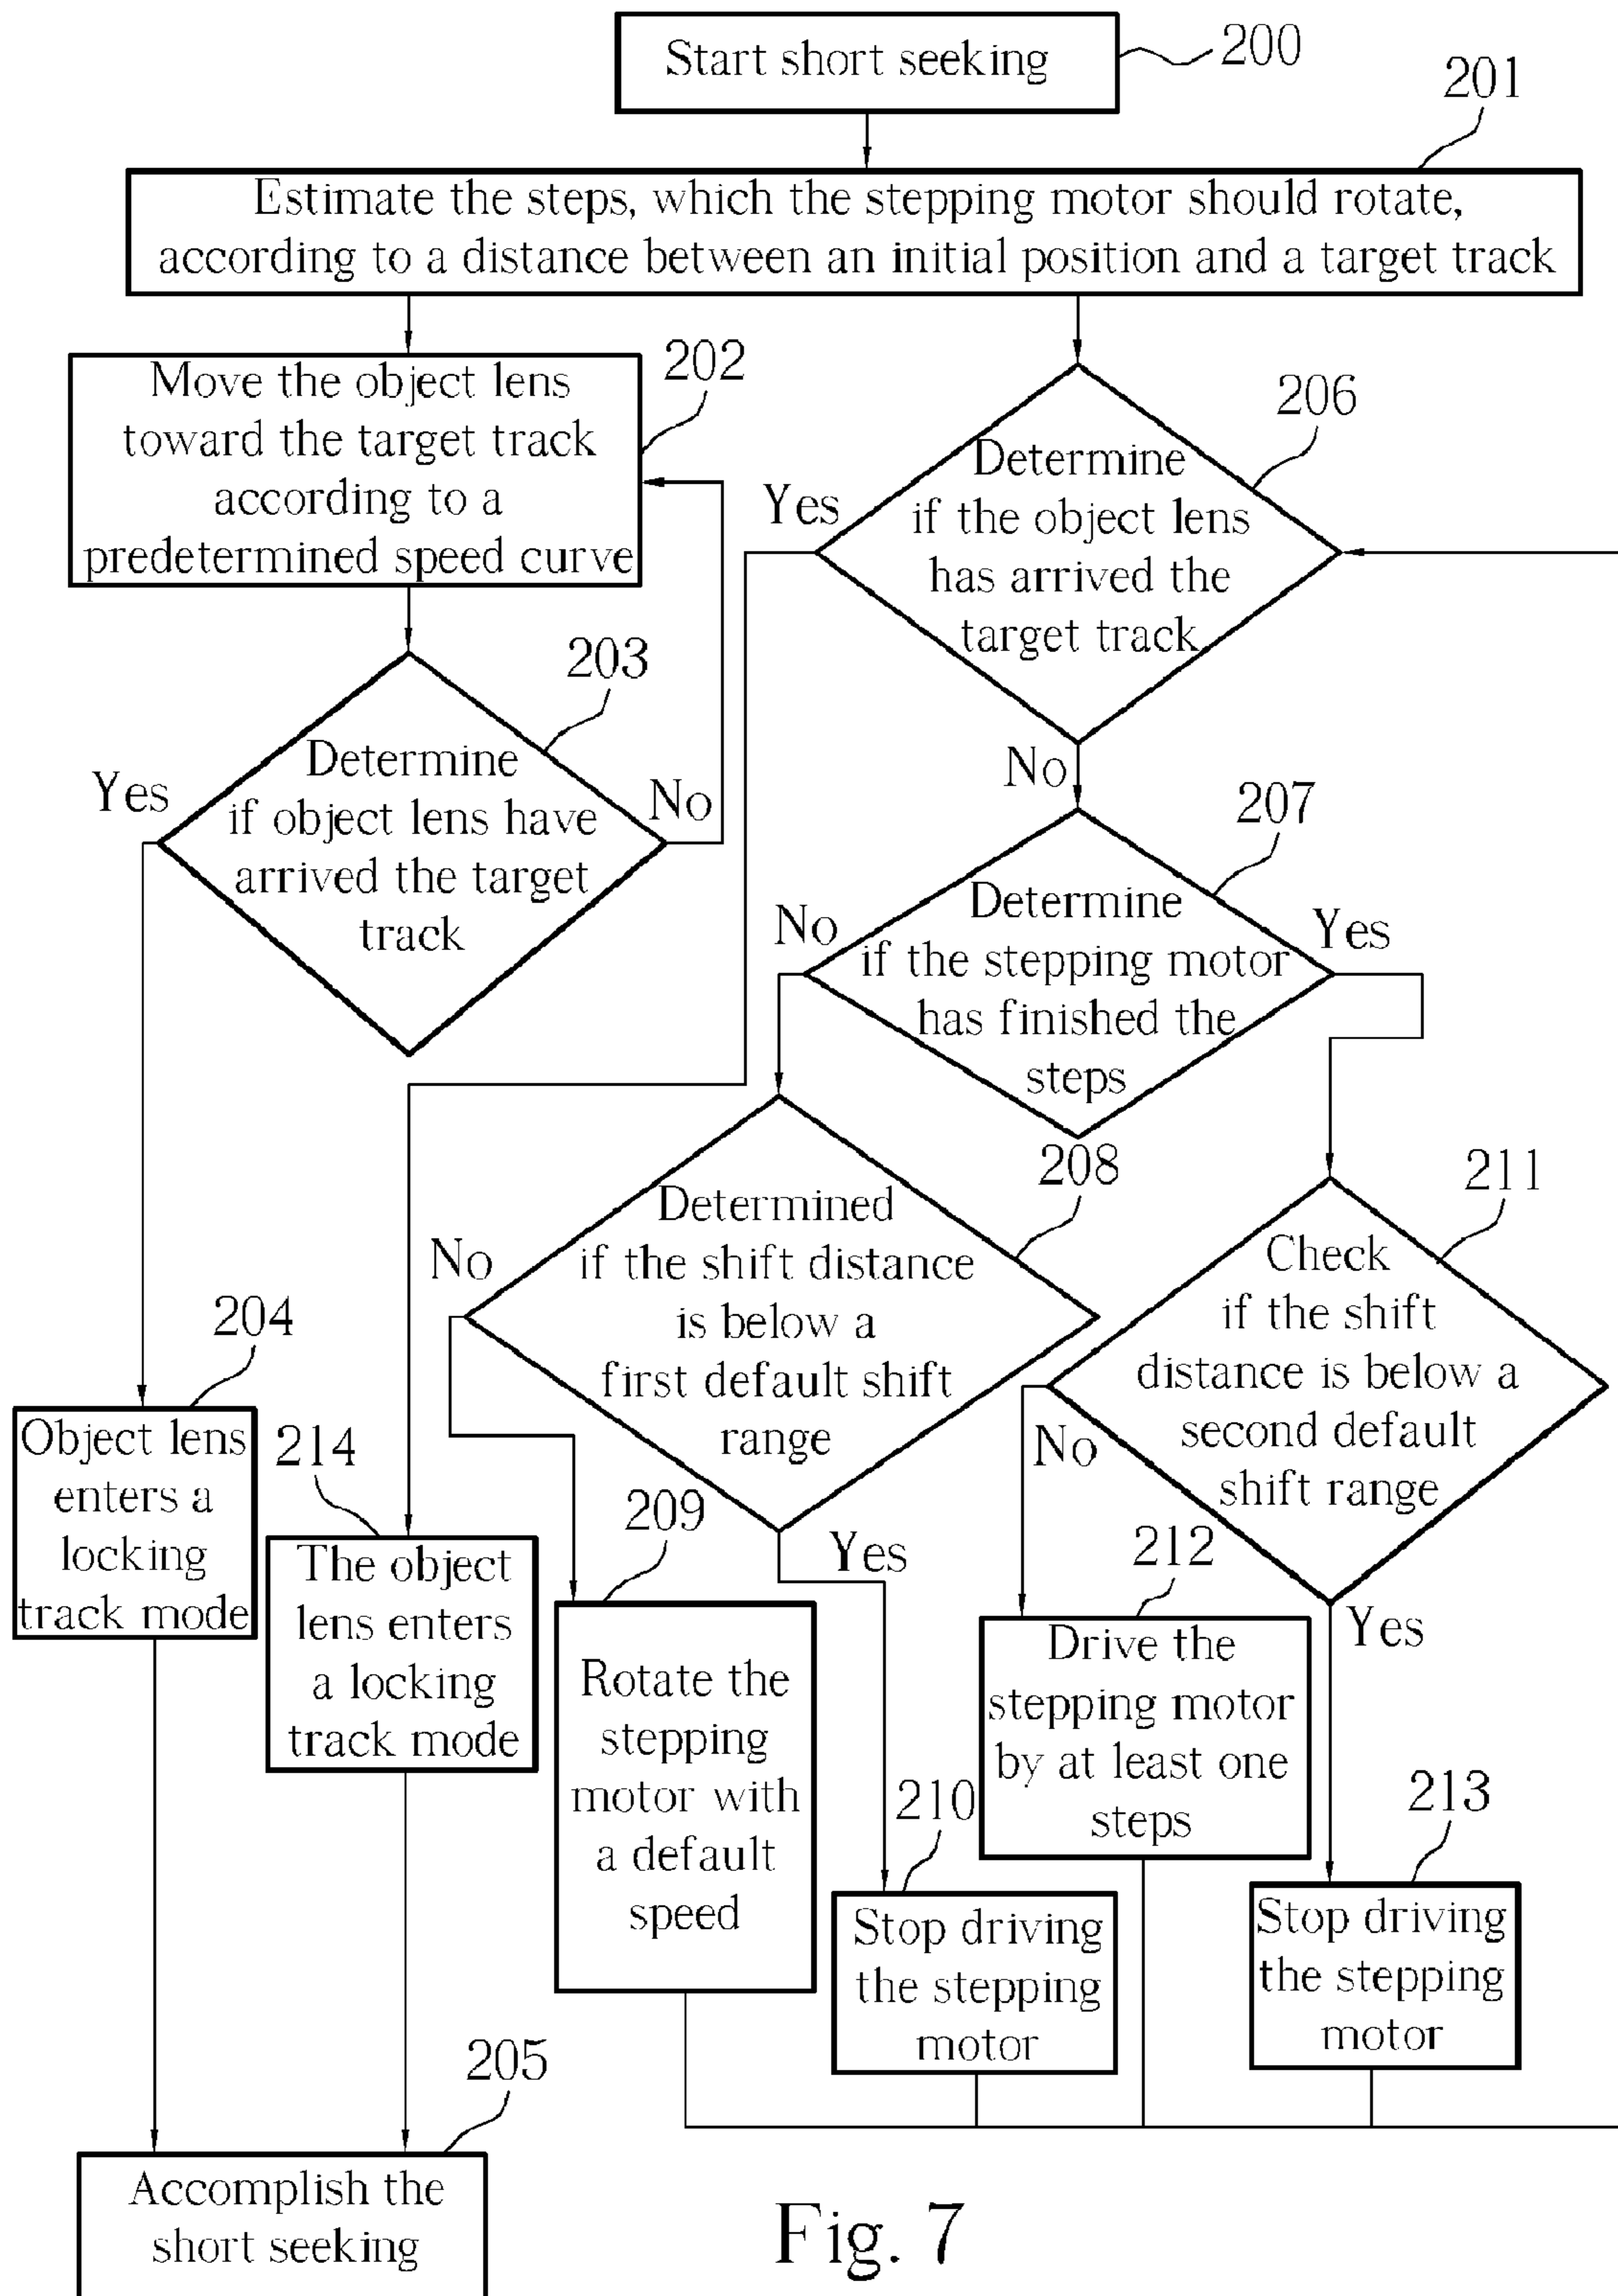 Start short seeking
200
201
Estimate the steps, which the stepping motor should rotate,
according to a distance between an initial position and a target track
Move the object lens
toward the target track
according to a
predetermined speed curve
202
Determine
if the object lens
has arrived the
target track
206
Yes
No
Determine
if object lens have
arrived the target
track
203
Yes
No
Determine
if the stepping motor
has finished the
steps
207
No
Yes
Determined
if the shift distance
is below a
first default shift
range
208
No
Yes
Check
if the shift
distance is below a
second default
shift range
211
No
Yes
204
Object lens
enters a
locking
track mode
214
The object
lens enters
a locking
track mode
209
Rotate the
stepping
motor with
a default
speed
210
Stop driving
the stepping
motor
212
Drive the
stepping motor
by at least one
steps
213
Stop driving
the stepping
motor
205
Accomplish the
short seeking
Fig. 7